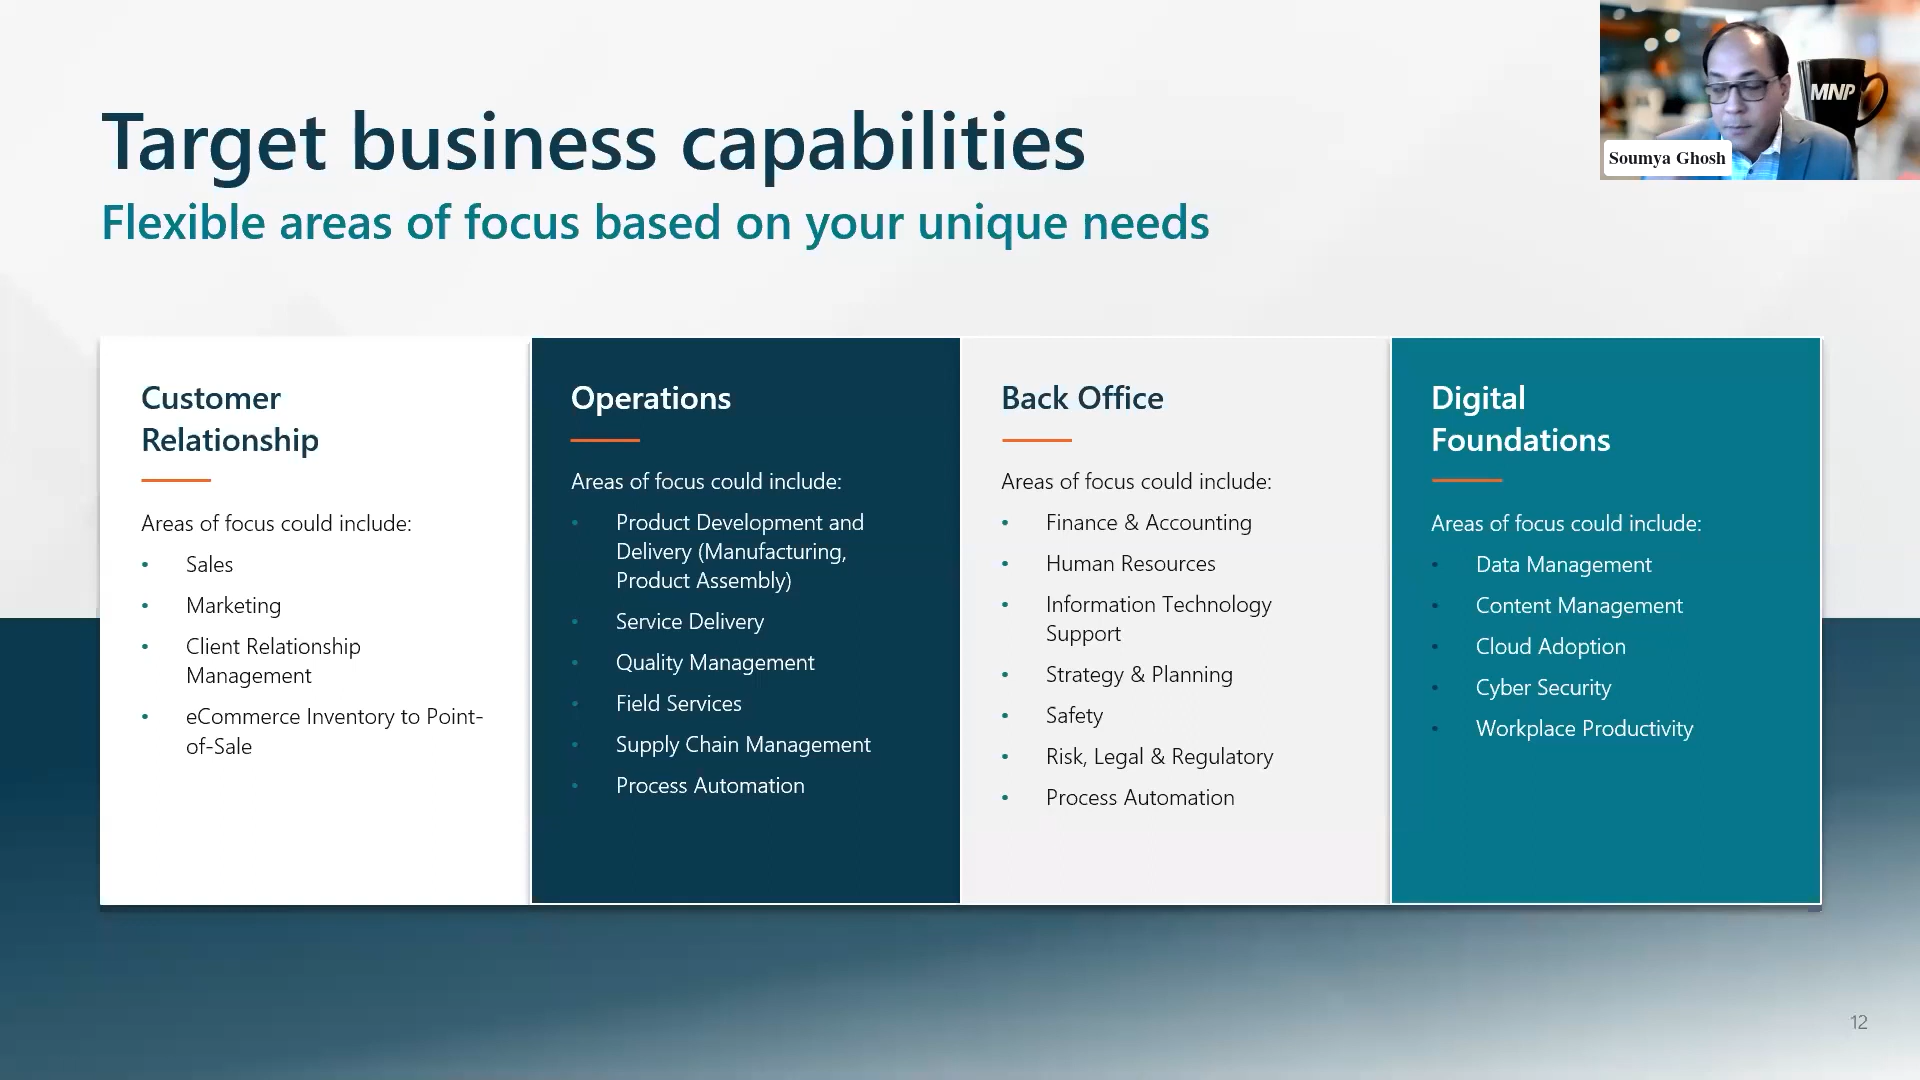 Target business capabilities
Flexible areas of focus based on your unique needs
MNP
Soumya Ghosh
Customer
Relationship
Areas of focus could include:
• Sales
• Marketing
• Client Relationship
Management
• eCommerce Inventory to Point-
of-Sale
Operations
Areas of focus could include:
• Product Development and
Delivery (Manufacturing,
Product Assembly)
• Service Delivery
• Quality Management
• Field Services
• Supply Chain Management
• Process Automation
Back Office
Areas of focus could include:
• Finance & Accounting
• Human Resources
• Information Technology
Support
• Strategy & Planning
• Safety
• Risk, Legal & Regulatory
• Process Automation
Digital
Foundations
Areas of focus could include:
• Data Management
• Content Management
• Cloud Adoption
• Cyber Security
• Workplace Productivity
12